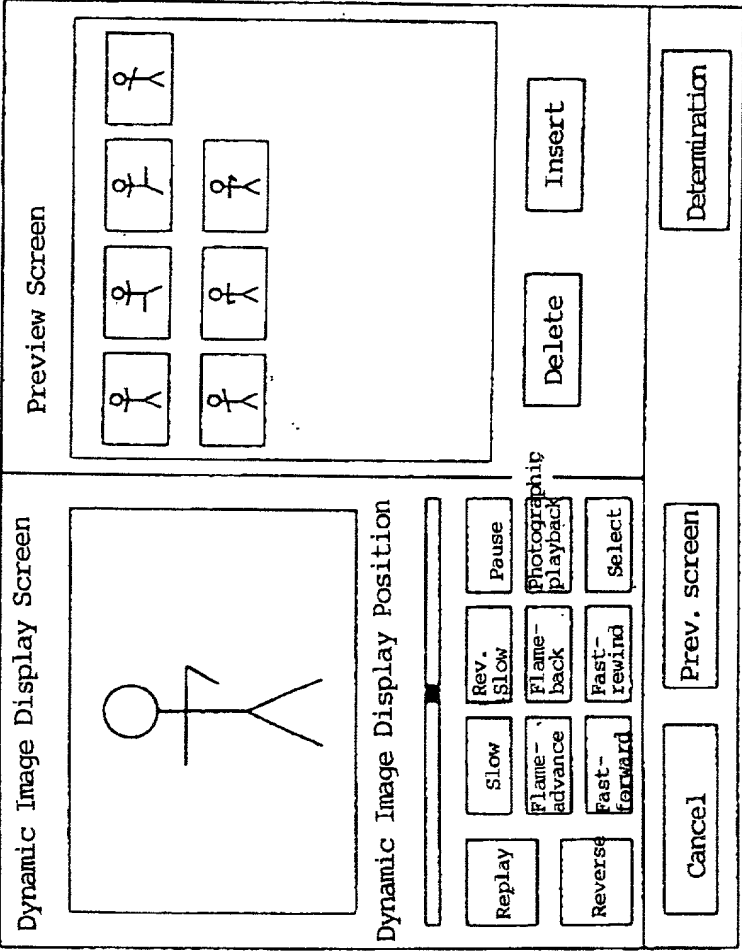 Dynamic Image Display Screen
Dynamic Image Display Position
Replay
Reverse
Slow
Rev.
Slow
Pause
Flame-
advance
Flame-
back
Photographic
playback
Fast-
forward
Fast-
rewind
Select
Preview Screen
Delete
Insert
Cancel
Prev. screen
Determination